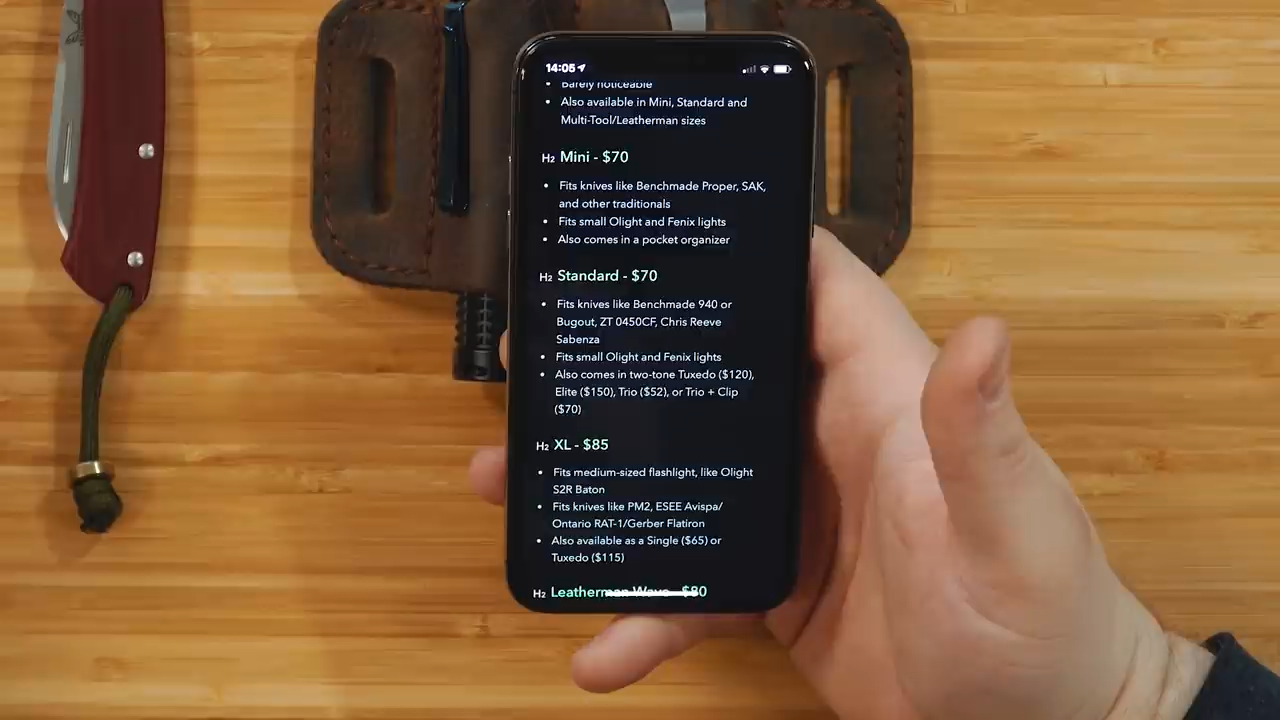 14:05
Barely noticeable
• Also available in Mini, Standard and
Multi-Tool/Leatherman sizes
H2 Mini - $70
• Fits knives like Benchmade Proper, SAK,
and other traditionals
• Fits small Olight and Fenix lights
• Also comes in a pocket organizer
H2 Standard - $70
• Fits knives like Benchmade 940 or
Bugout, ZT 0450CF, Chris Reeve
Sabenza
• Fits small Olight and Fenix lights
• Also comes in two-tone Tuxedo ($120),
Elite ($150), Trio ($52), or Trio + Clip
($70)
H2 XL - $85
• Fits medium-sized flashlight, like Olight
S2R Baton
• Fits knives like PM2, ESEE Avispa/
Ontario RAT-1/Gerber Flatiron
• Also available as a Single ($65) or
Tuxedo ($115)
H2 Leatherman Wave - $80